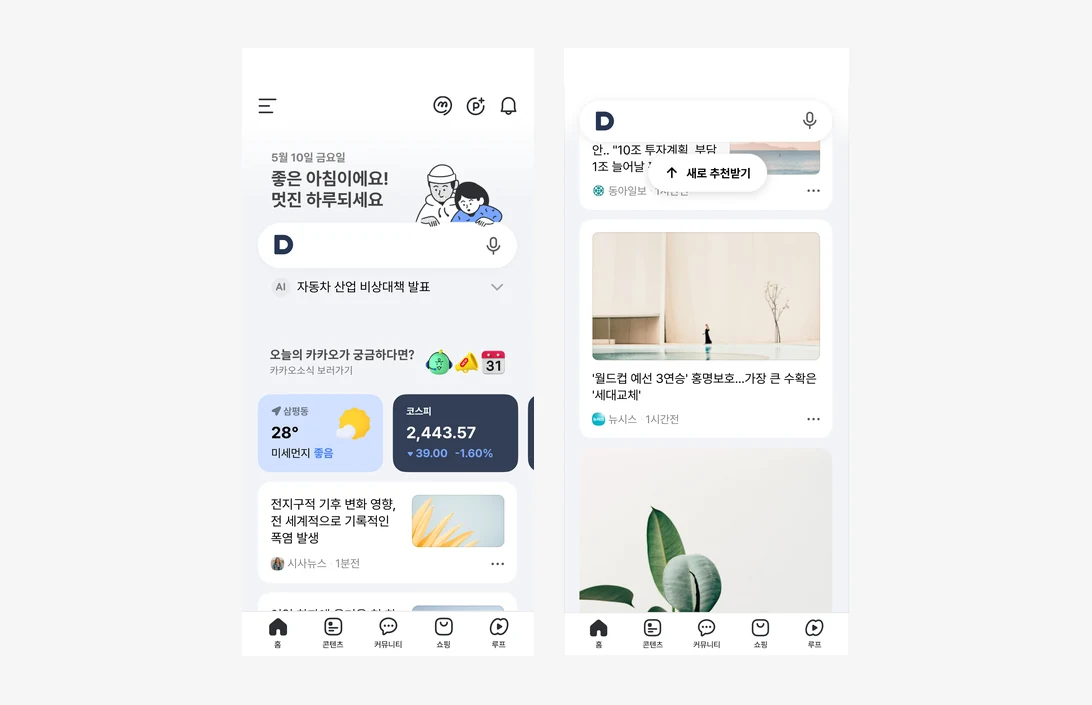 5월 10일 금요일
좋은 아침이에요!
멋진 하루되세요
D
AI 자동차 산업 비상대책 발표
오늘의 카카오가 궁금하다면?
카카오소식 보러가기
31
삼평동
28°
미세먼지 좋음
코스피
2,443.57
▼39.00 -1.60%
전지구적 기후 변화 영향,
전 세계적으로 기록적인
폭염 발생
시사뉴스 · 1분전
홈 콘텐츠 커뮤니티 쇼핑 루프
D
안.. "10조 투자계획, 부담
1조 늘어날
새로 추천받기
동아일보 · 1시간전
'월드컵 예선 3연승' 홍명보호...가장 큰 수확은
'세대교체'
뉴시스 · 1시간전
홈 콘텐츠 커뮤니티 쇼핑 루프